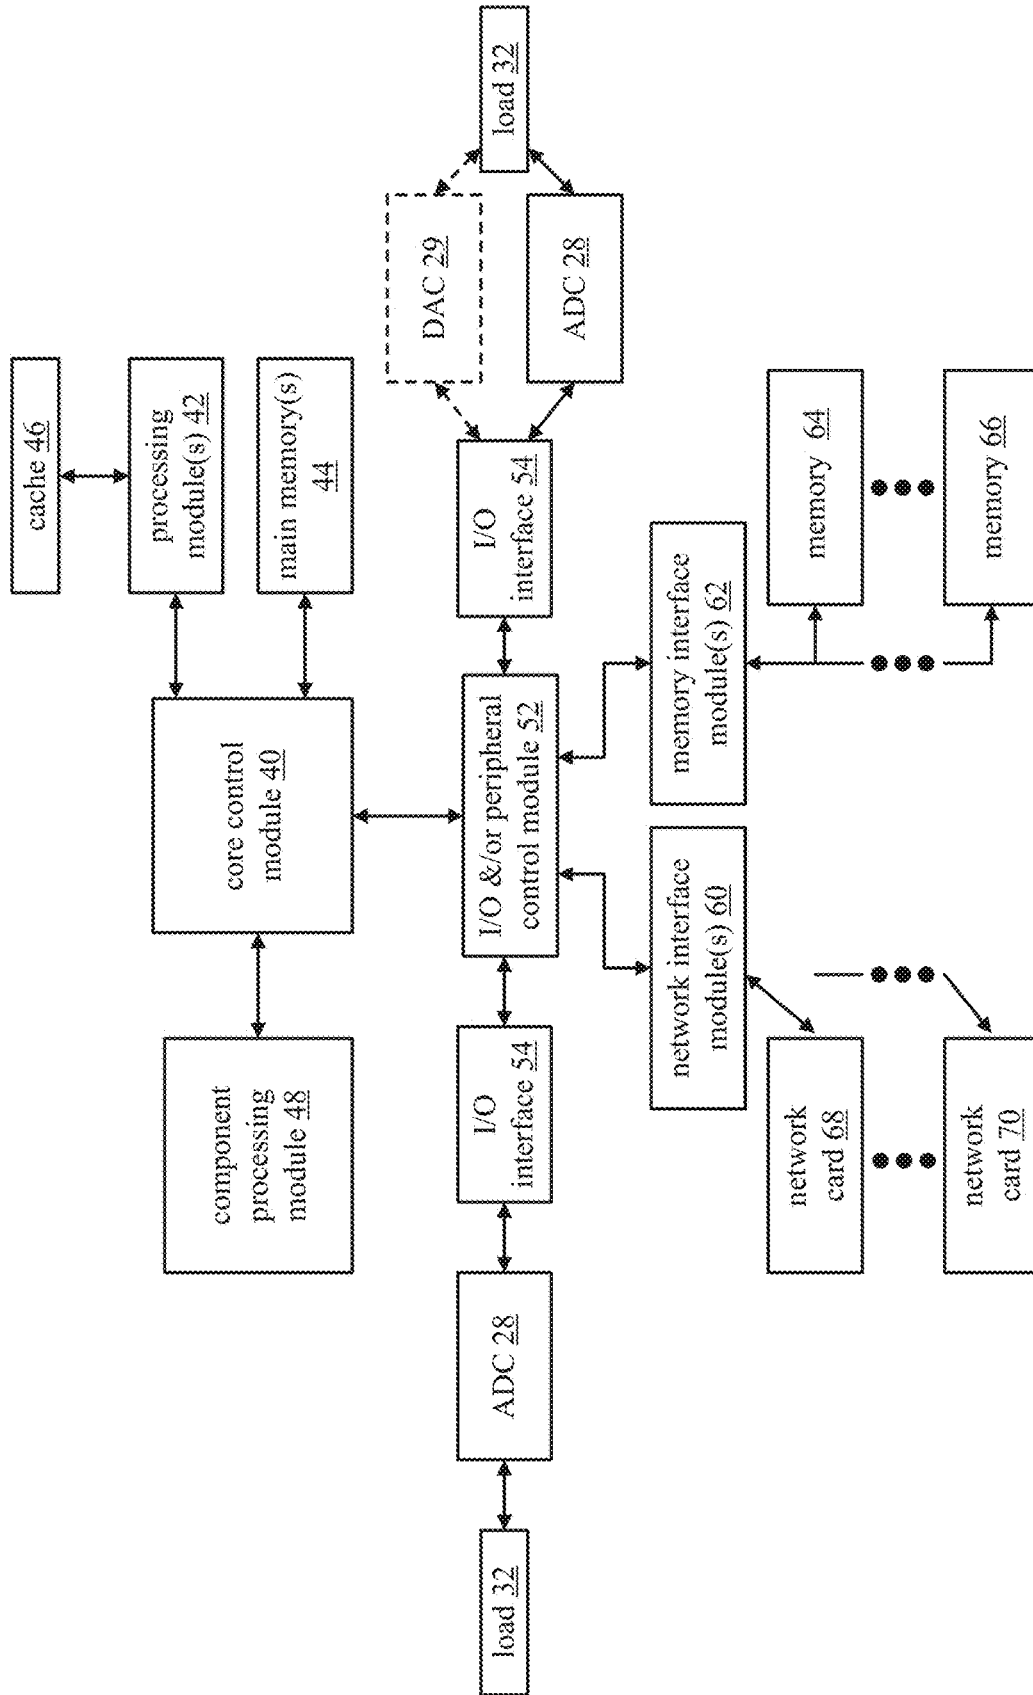 cache 46
component
processing
module 48
core control
module 40
processing
module(s) 42
main memory(s)
44
load 32
ADC 28
I/O
interface 54
I/O &/or peripheral
control module 52
I/O
interface 54
DAC 29
ADC 28
load 32
network interface
module(s) 60
memory interface
module(s) 62
network
card 68
memory 64
network
card 70
memory 66